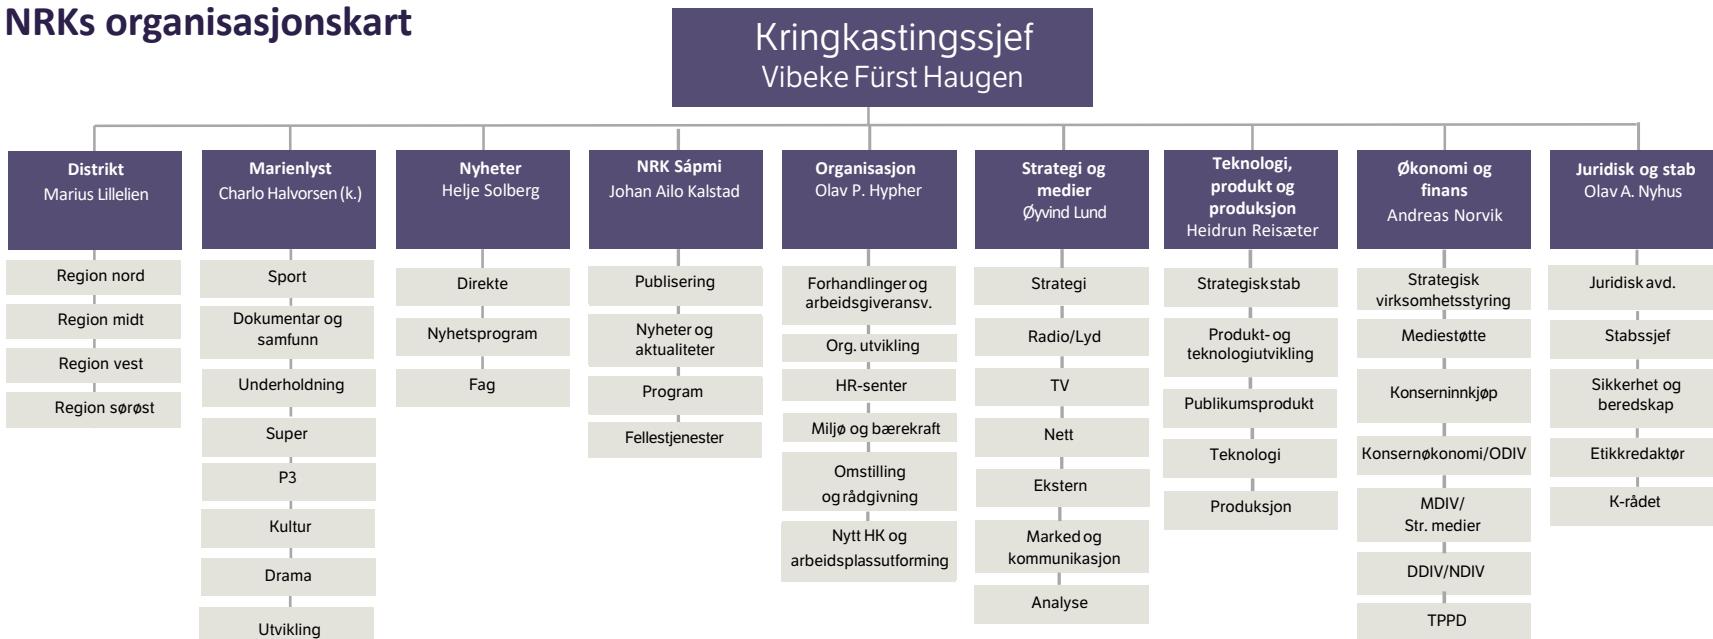 NRKs organisasjonskart
Kringkastingssjef
Vibeke Fürst Haugen
Distrikt
Marius Lillelien
Region nord
Region midt
Region vest
Region sørøst
Marienlyst
Charlo Halvorsen (k.)
Sport
Dokumentar og
samfunn
Underholdning
Super
P3
Kultur
Drama
Utvikling
Nyheter
Helje Solberg
Direkte
Nyhetsprogram
Fag
NRK Sápmi
Johan Ailo Kalstad
Publisering
Nyheter og
aktualiteter
Program
Fellestjenester
Organisasjon
Olav P. Hypher
Forhandlinger og
arbeidsgiveransv.
Org. utvikling
HR-senter
Miljø og bærekraft
Omstilling
og rådgivning
Nytt HK og
arbeidsplassutforming
Strategi og
medier
Øyvind Lund
Strategi
Radio/Lyd
TV
Nett
Ekstern
Marked og
kommunikasjon
Analyse
Teknologi,
produkt og
produksjon
Heidrun Reisæter
Strategisk stab
Produkt- og
teknologiutvikling
Publikumsprodukt
Teknologi
Produksjon
Økonomi og
finans
Andreas Norvik
Strategisk
virksomhetsstyring
Mediestøtte
Konserninnkjøp
Konsernøkonomi/ODIV
MDIV/
Str. medier
DDIV/NDIV
TPPD
Juridisk og stab
Olav A. Nyhus
Juridisk avd.
Stabssjef
Sikkerhet og
beredskap
Etikkredaktør
K-rådet